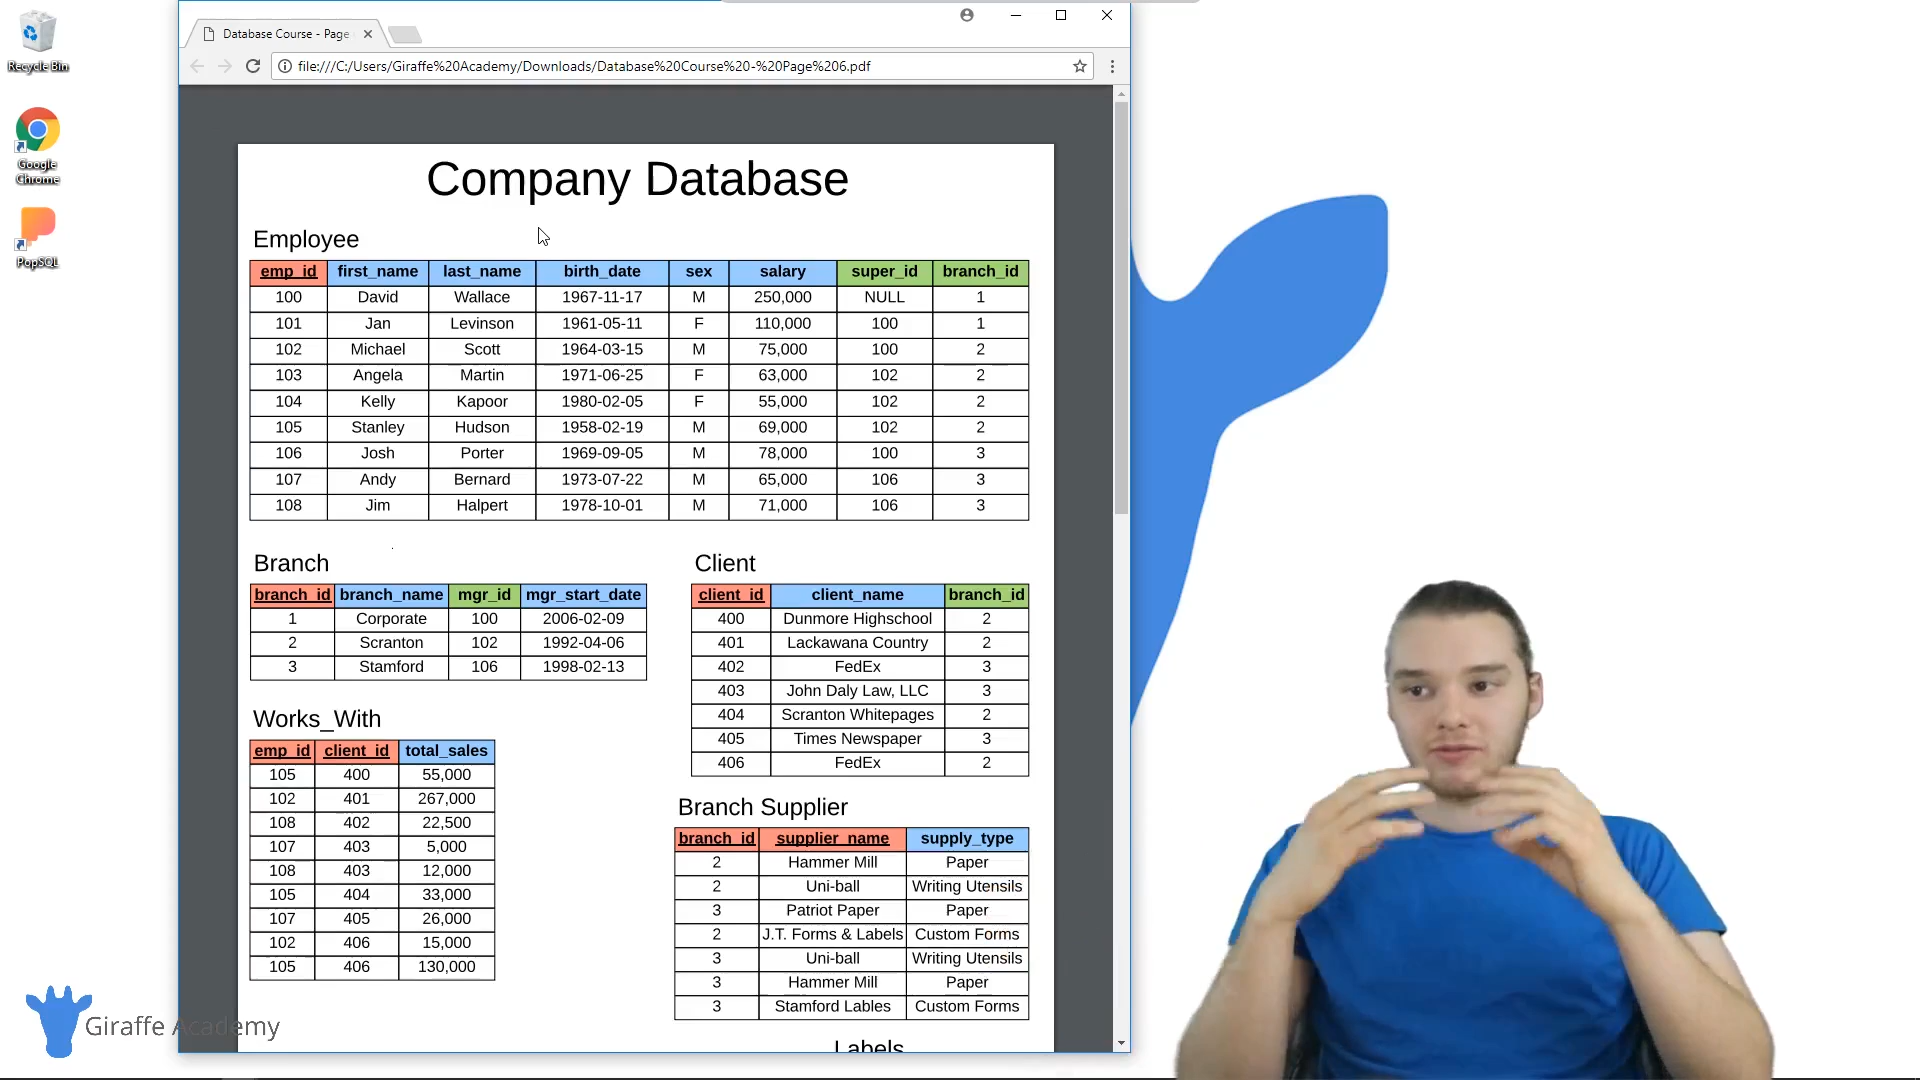 Recycle Bin
Google
Chrome
PopSQL
Database Course - Page
file:///C:/Users/Giraffe%20Academy/Downloads/Database%20Course%20-%20Page%206.pdf
Company Database
Employee
emp_id first_name last_name birth_date sex salary super_id branch_id
100 David Wallace 1967-11-17 M 250,000 NULL 1
101 Jan Levinson 1961-05-11 F 110,000 100 1
102 Michael Scott 1964-03-15 M 75,000 100 2
103 Angela Martin 1971-06-25 F 63,000 102 2
104 Kelly Kapoor 1980-02-05 F 55,000 102 2
105 Stanley Hudson 1958-02-19 M 69,000 102 2
106 Josh Porter 1969-09-05 M 78,000 100 3
107 Andy Bernard 1973-07-22 M 65,000 106 3
108 Jim Halpert 1978-10-01 M 71,000 106 3
Branch
branch_id branch_name mgr_id mgr_start_date
1 Corporate 100 2006-02-09
2 Scranton 102 1992-04-06
3 Stamford 106 1998-02-13
Client
client_id client_name branch_id
400 Dunmore Highschool 2
401 Lackawana Country 2
402 FedEx 3
403 John Daly Law, LLC 3
404 Scranton Whitepages 2
405 Times Newspaper 3
406 FedEx 2
Works_With
emp_id client_id total_sales
105 400 55,000
102 401 267,000
108 402 22,500
107 403 5,000
108 403 12,000
105 404 33,000
107 405 26,000
102 406 15,000
105 406 130,000
Branch Supplier
branch_id supplier_name supply_type
2 Hammer Mill Paper
2 Uni-ball Writing Utensils
3 Patriot Paper Paper
2 J.T. Forms & Labels Custom Forms
3 Uni-ball Writing Utensils
3 Hammer Mill Paper
3 Stamford Lables Custom Forms
Labels
Giraffe Academy